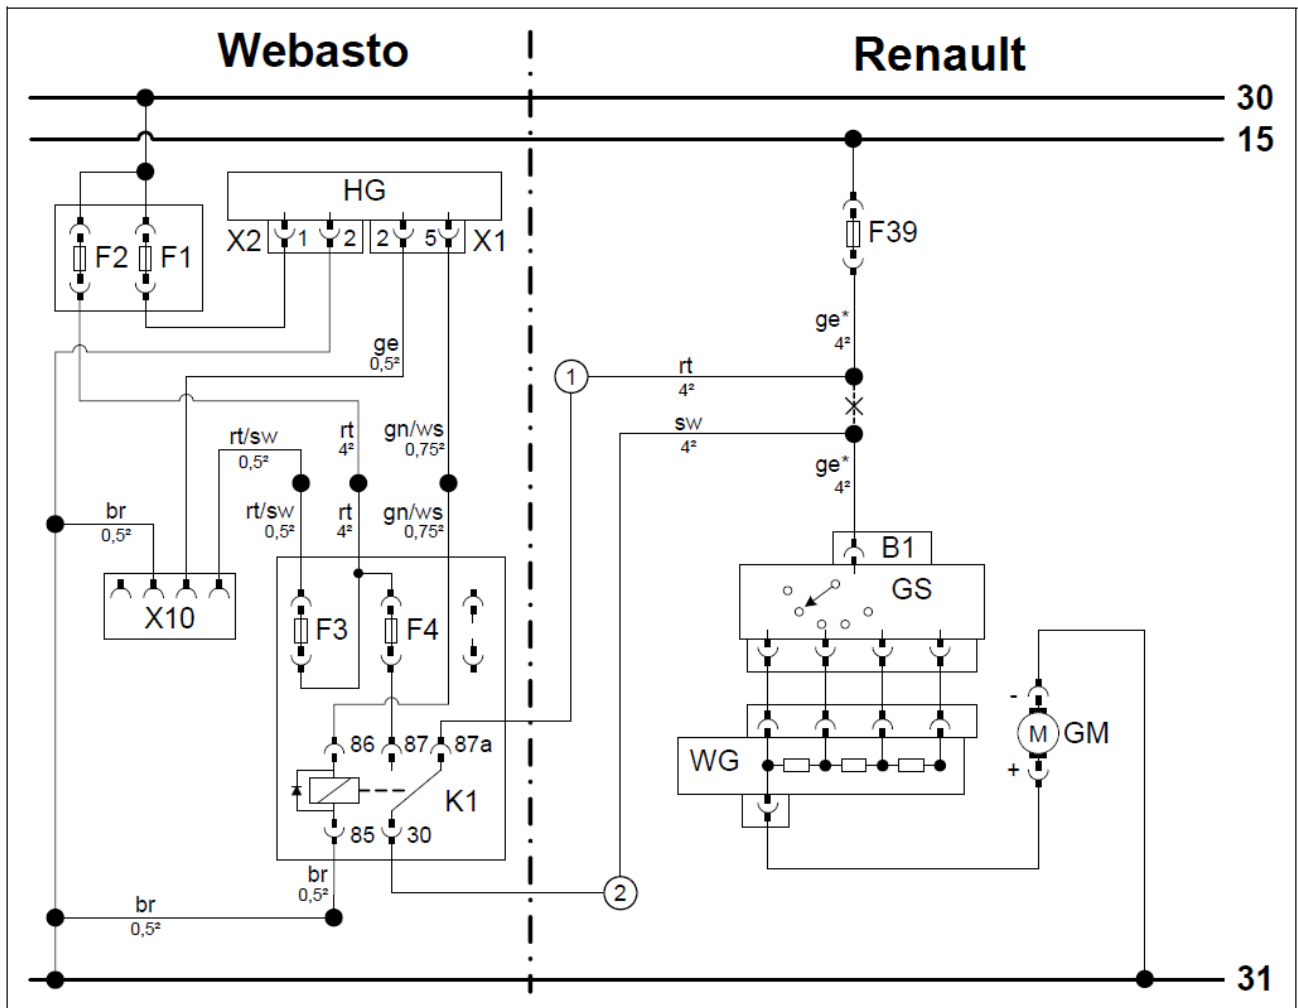 Webasto
Renault
30
15
HG
X2
1
2
2
5
X1
F2
F1
F39
ge
0,5²
ge*
4²
1
rt
4²
sw
4²
rt/sw
0,5²
rt
4²
gn/ws
0,75²
ge*
4²
br
0,5²
rt/sw
0,5²
rt
4²
gn/ws
0,75²
B1
GS
X10
F3
F4
-
M
GM
+
WG
86
87
87a
K1
85
30
br
0,5²
2
br
0,5²
31